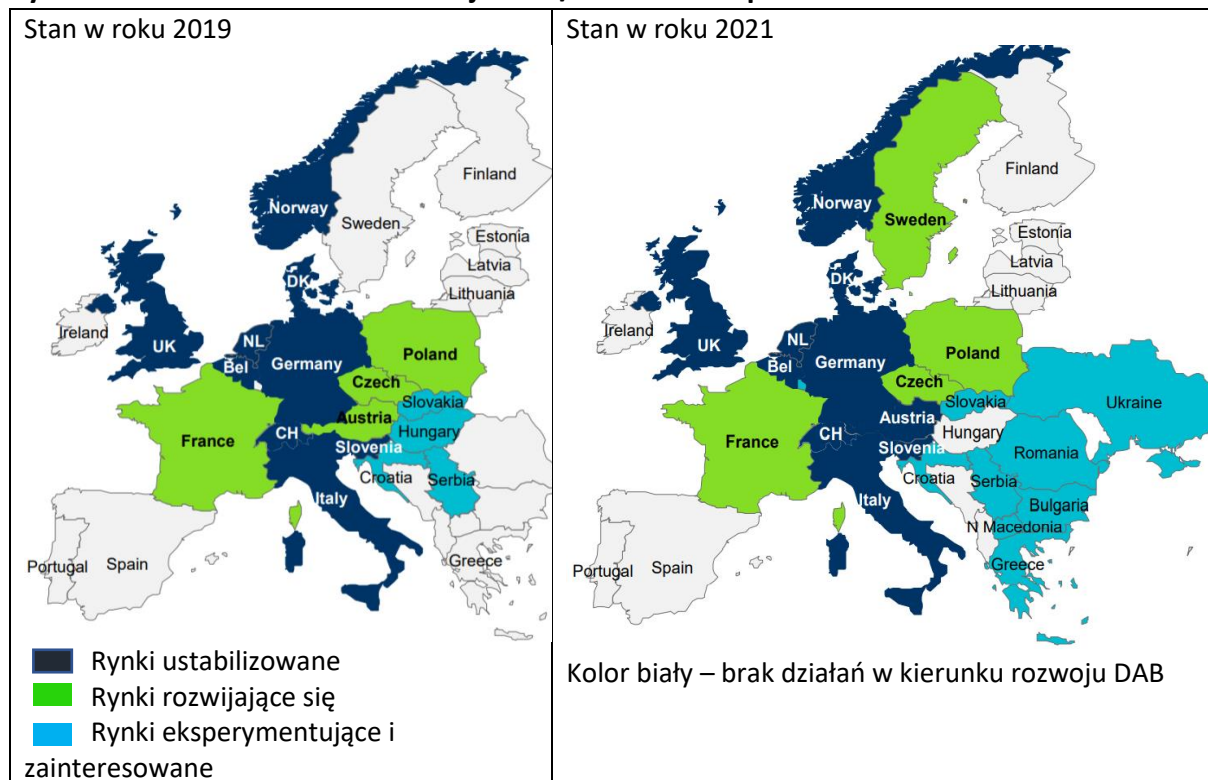 Stan w roku 2019
Norway
Sweden
Finland
Estonia
Latvia
Lithuania
DK
Ireland
UK
NL
Bel
Germany
Poland
Czech
Slovakia
Austria
Hungary
France
CH
Slovenia
Croatia
Serbia
Italy
Portugal
Spain
Greece
Rynki ustabilizowane
Rynki rozwijające się
Rynki eksperymentujące i
zainteresowane
Stan w roku 2021
Norway
Sweden
Finland
Estonia
Latvia
Lithuania
DK
Ireland
UK
NL
Bel
Germany
Poland
Czech
Slovakia
Ukraine
Austria
Hungary
France
CH
Slovenia
Romania
Croatia
Serbia
Italy
Bulgaria
N Macedonia
Portugal
Spain
Greece
Kolor biały – brak działań w kierunku rozwoju DAB